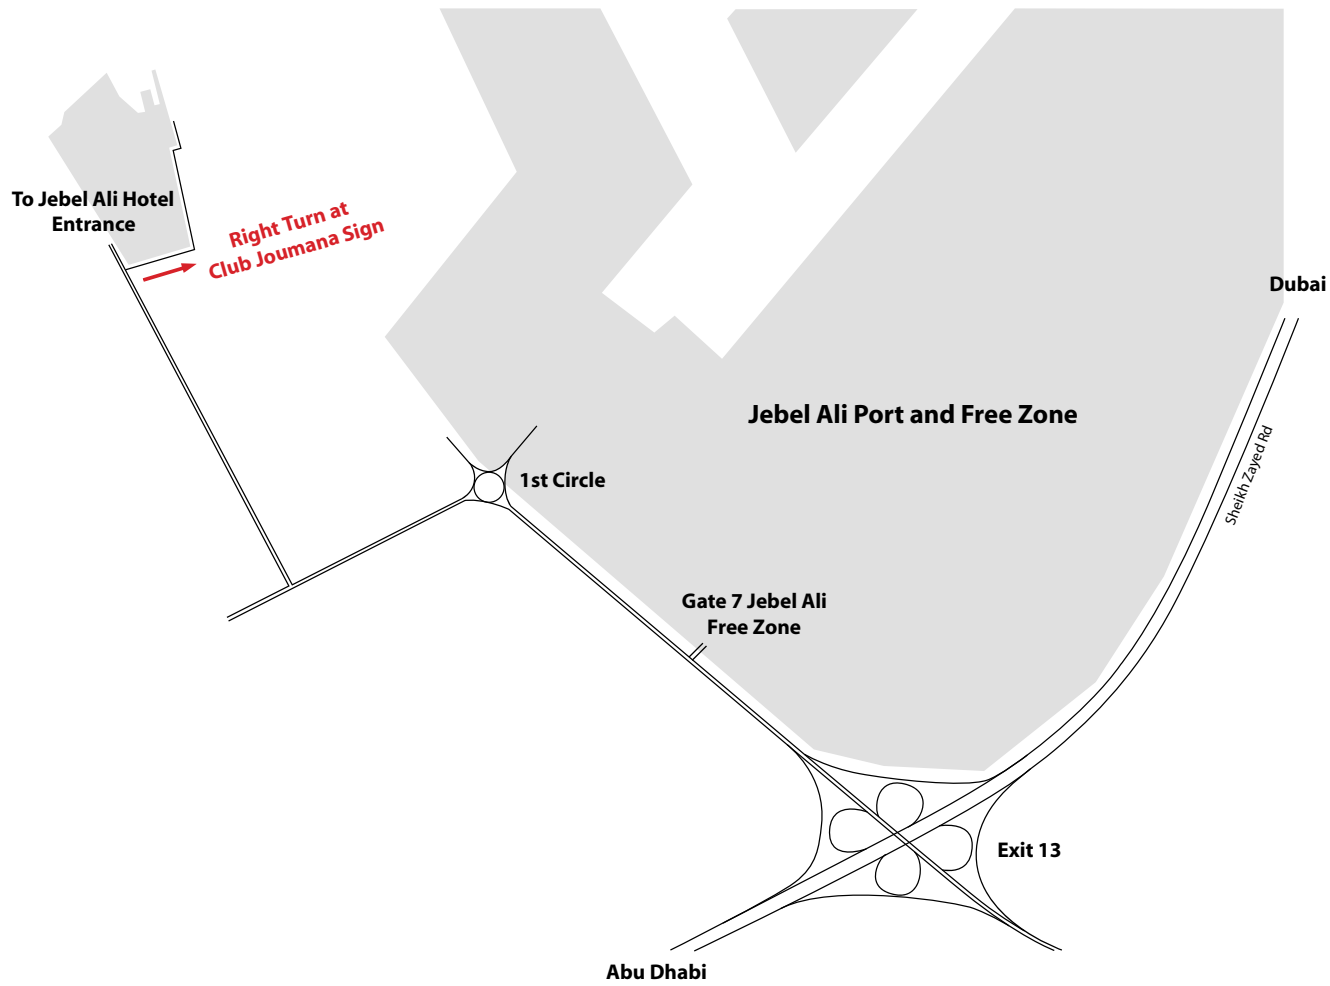 To Jebel Ali Hotel
Entrance
Right Turn at
Club Joumana Sign
Dubai
Jebel Ali Port and Free Zone
Sheikh Zayed Rd
1st Circle
Gate 7 Jebel Ali
Free Zone
Exit 13
Abu Dhabi